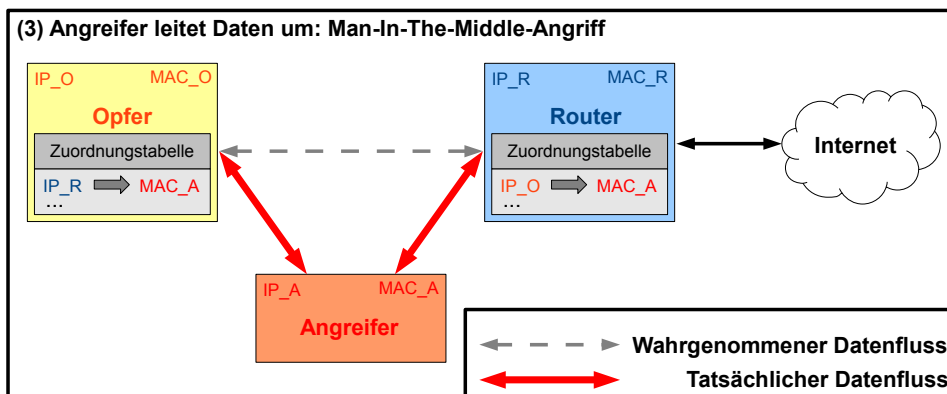 (3) Angreifer leitet Daten um: Man-In-The-Middle-Angriff
IP_O MAC_O
Opfer
Zuordnungstabelle
IP_R MAC_A
...
IP_R MAC_R
Router
Zuordnungstabelle
IP_O MAC_A
...
Internet
IP_A MAC_A
Angreifer
Wahrgenommener Datenfluss
Tatsächlicher Datenfluss